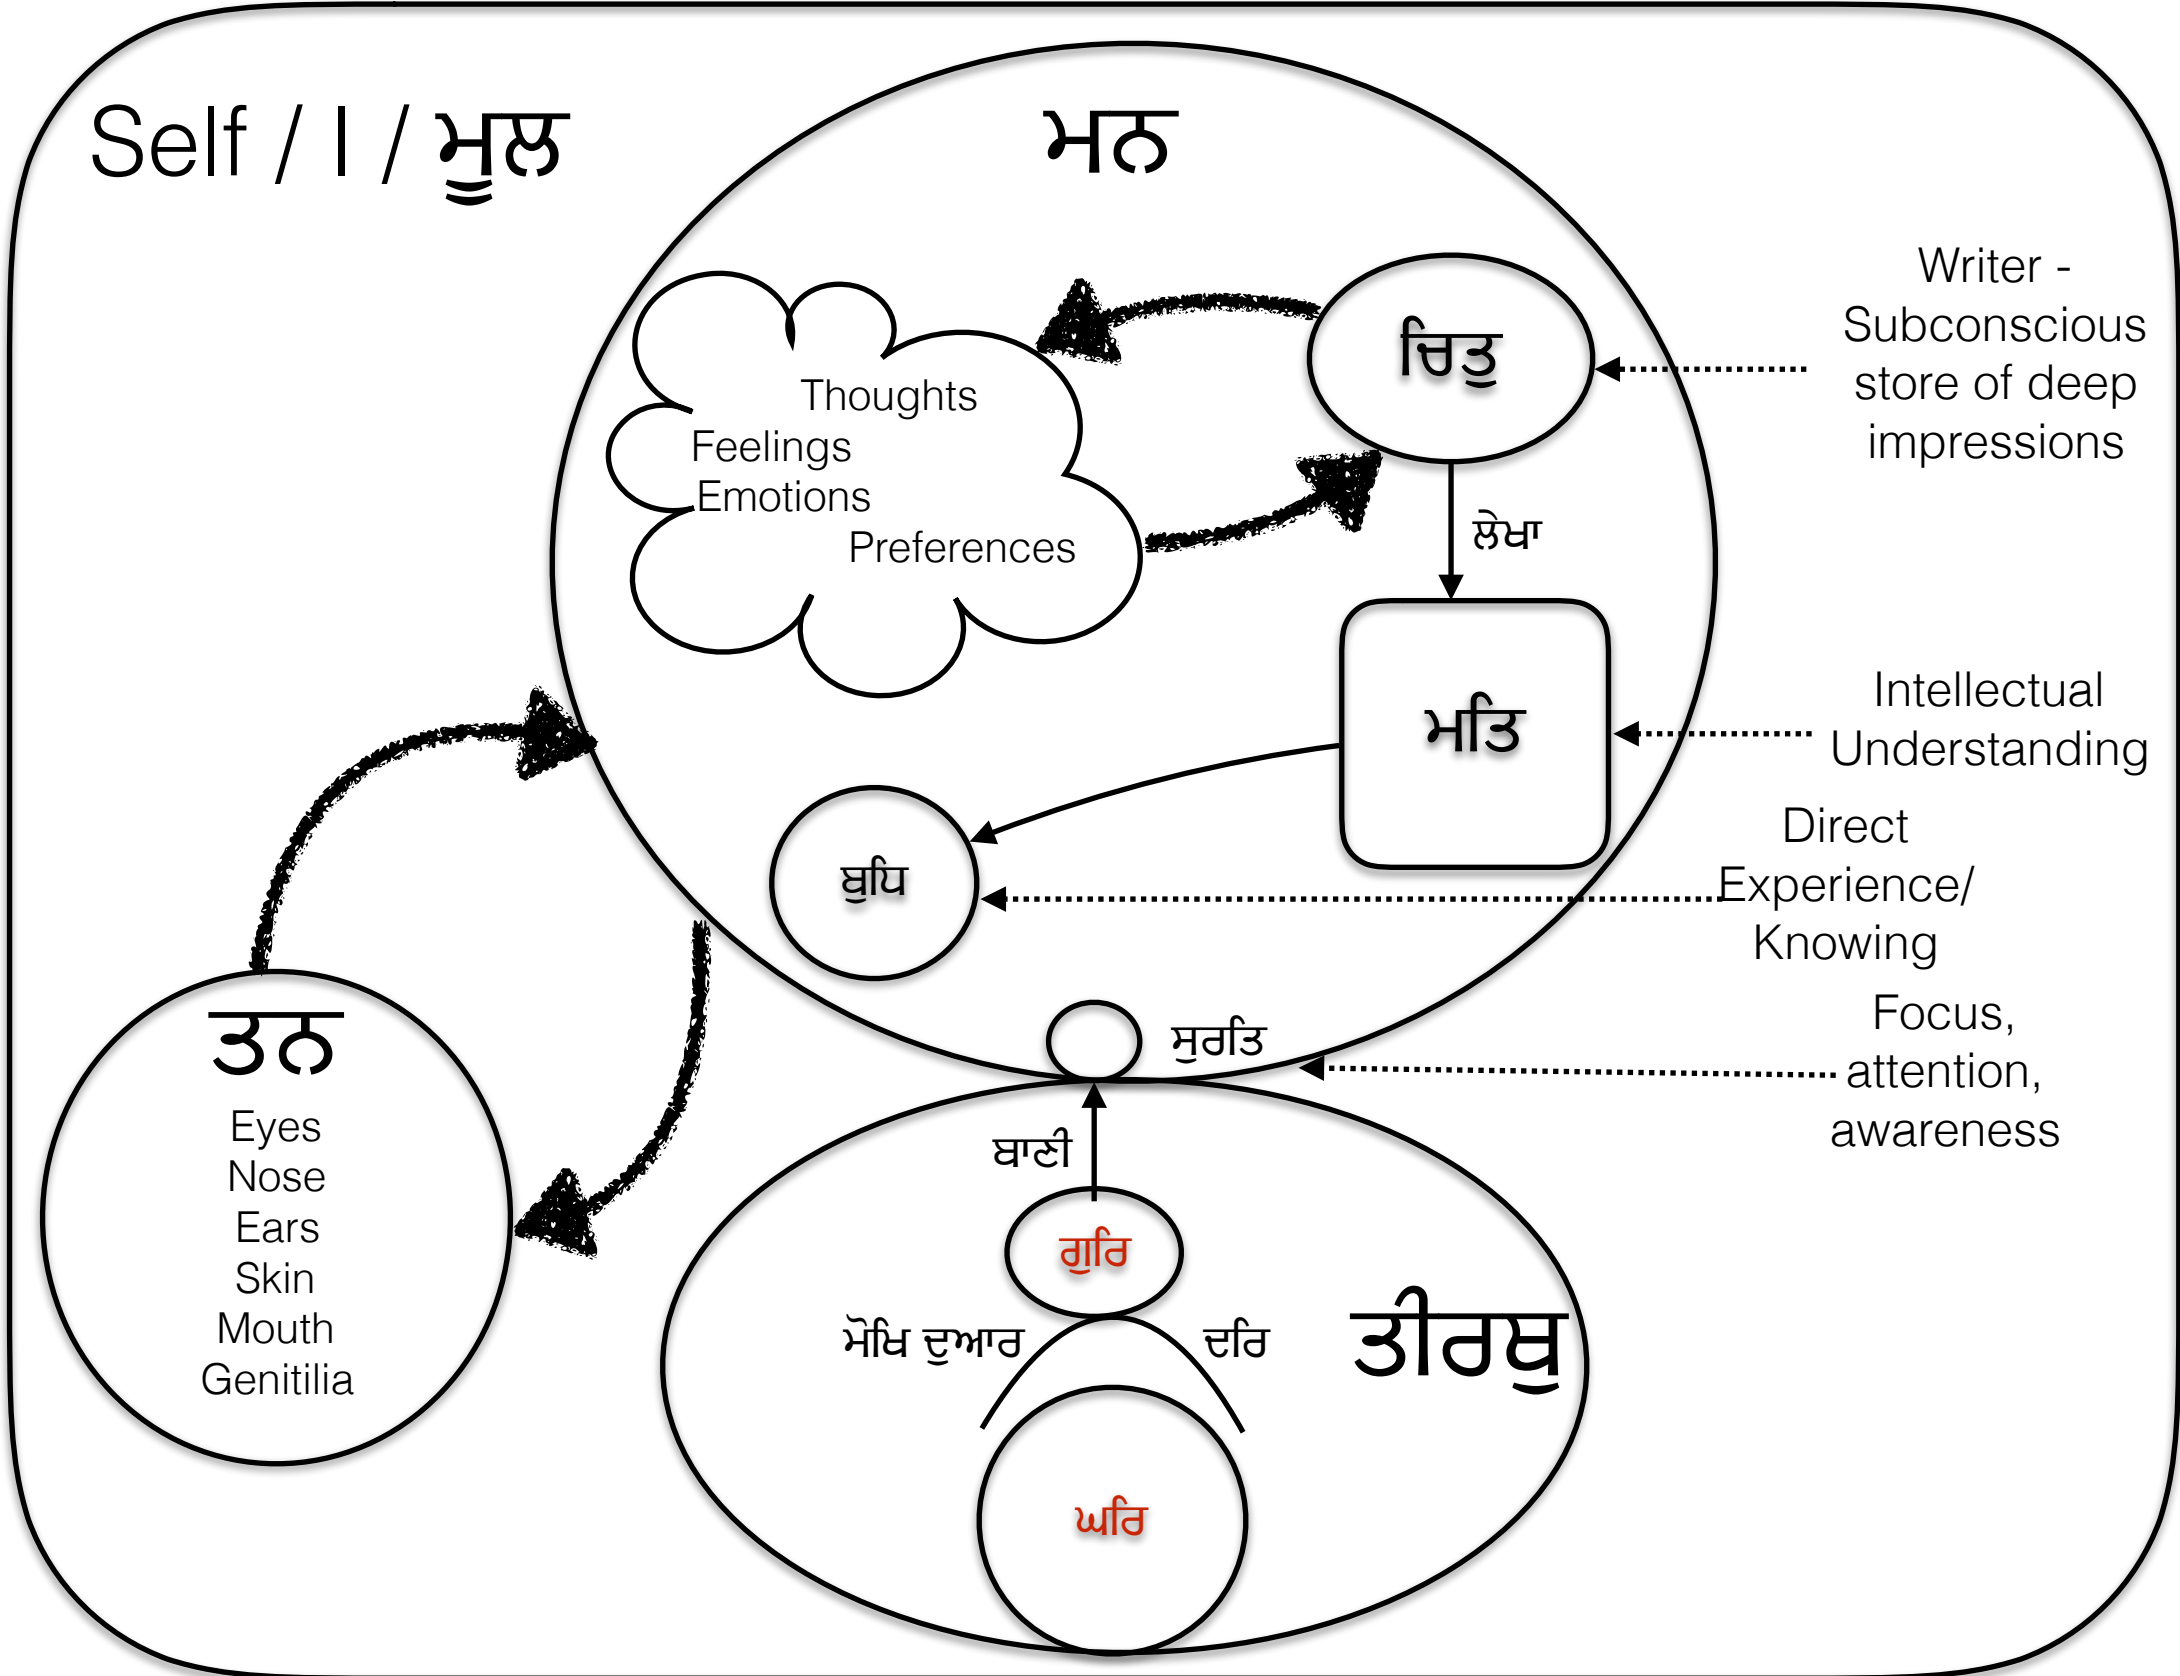 Self / I / ਮੂਲ
ਮਨ
Thoughts
Feelings
Emotions
Preferences
ਚਿਤੁ
Writer -
Subconscious
store of deep
impressions
ਲੇਖਾ
ਮਤਿ
Intellectual
Understanding
ਬੁਧਿ
Direct
Experience/
Knowing
ਸੁਰਤਿ
Focus,
attention,
awareness
ਤਨ
Eyes
Nose
Ears
Skin
Mouth
Genitilia
ਬਾਣੀ
ਗੁਰਿ
ਮੋਖਿ ਦੁਆਰ
ਦਰਿ
ਤੀਰਥੁ
ਘਰਿ